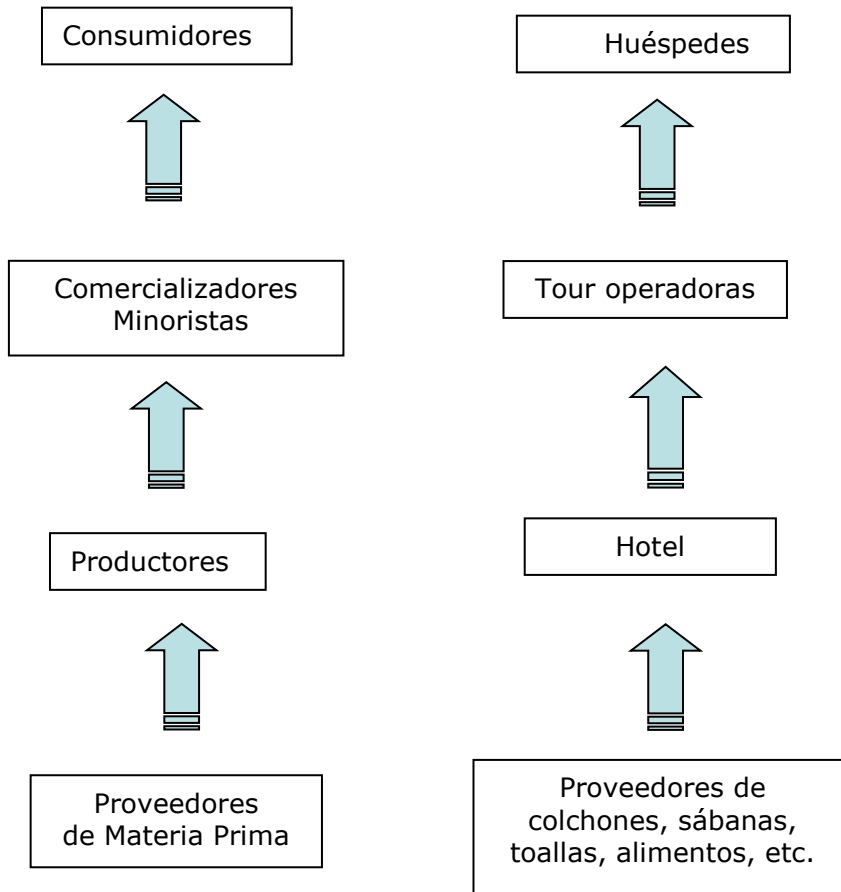 Consumidores
Huéspedes
Comercializadores
Minoristas
Tour operadoras
Productores
Hotel
Proveedores
de Materia Prima
Proveedores de
colchones, sábanas,
toallas, alimentos, etc.